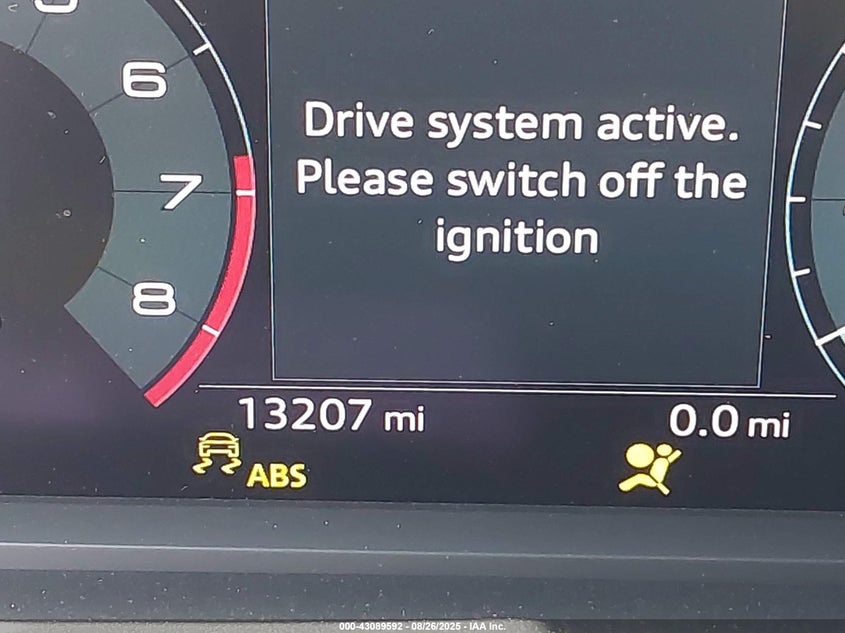 6
Drive system active.
Please switch off the
7
ignition
8
13207 mi
0.0 mi
ABS
000-43089592 - 08/26/2025 - IAA Inc.